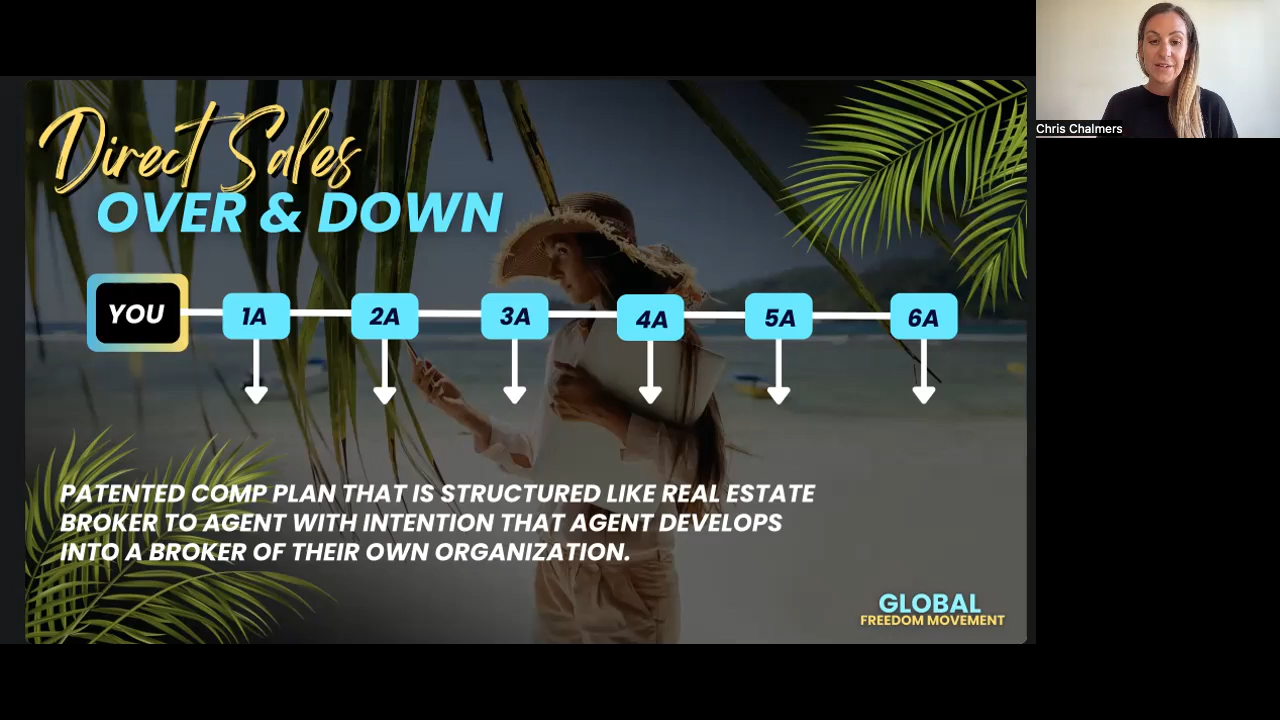 Direct Sales
OVER & DOWN
YOU
1A
2A
3A
4A
5A
6A
PATENTED COMP PLAN THAT IS STRUCTURED LIKE REAL ESTATE
BROKER TO AGENT WITH INTENTION THAT AGENT DEVELOPS
INTO A BROKER OF THEIR OWN ORGANIZATION.
GLOBAL
FREEDOM MOVEMENT
Chris Chalmers